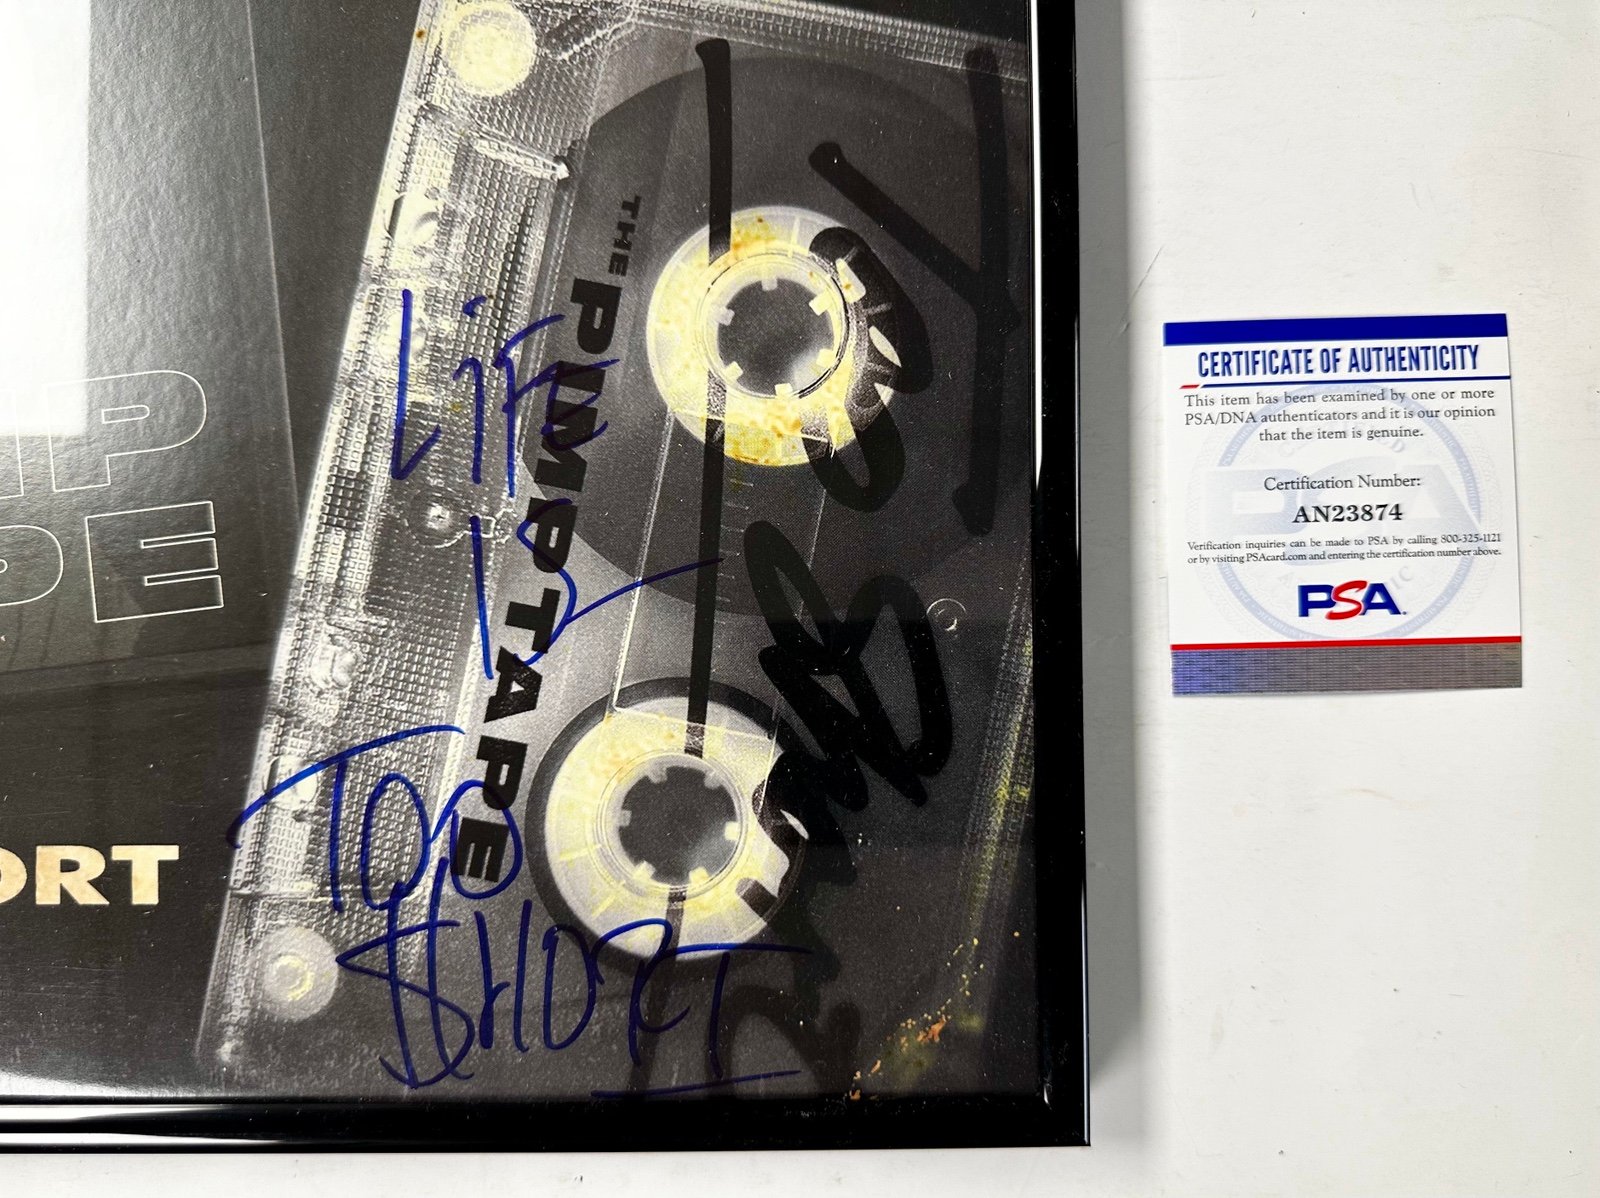 THE PIMP TAPE
LiFE
IS
TOO
$HORT
ORT
CERTIFICATE OF AUTHENTICITY
This item has been examined by one or more
PSA/DNA authenticators and it is our opinion
that the item is genuine.
Certification Number:
AN23874
Verification inquiries can be made to PSA by calling 800-325-1121
or by visiting PSAcard.com and entering the certification number above.
PSA